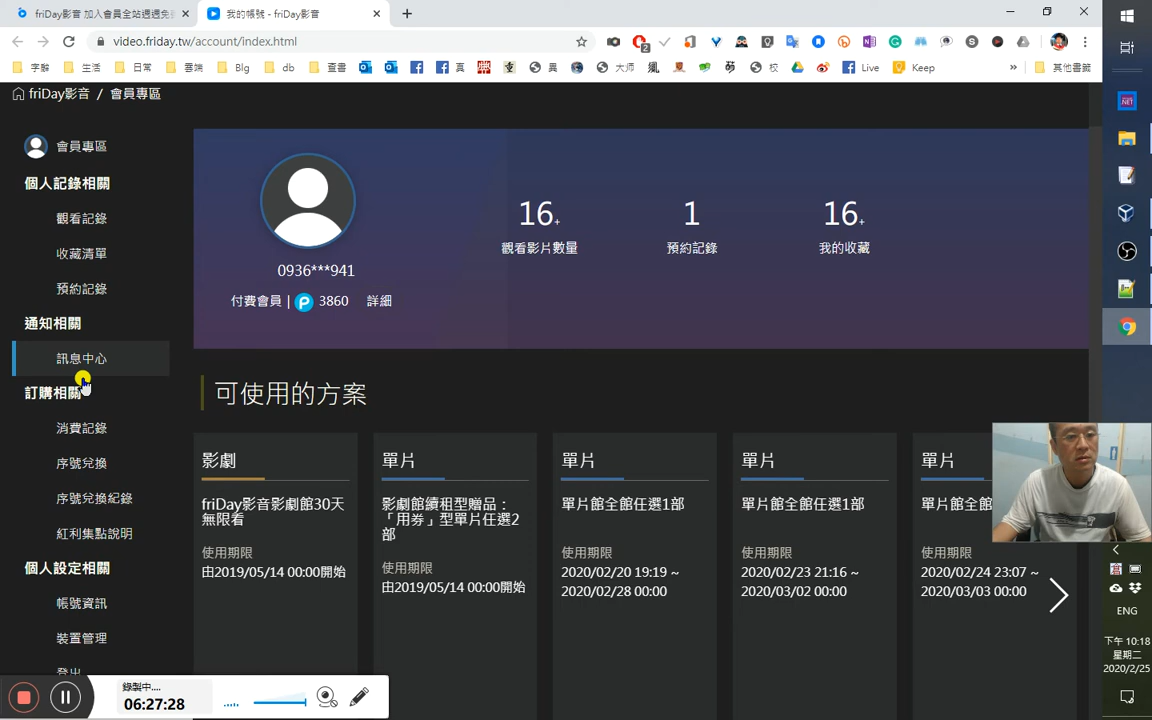 friDay影音 加入會員全站週週免
我的帳號 - friDay影音
video.friday.tw/account/index.html
字辭
生活
日常
雲端
Blg
db
查書
真
異
大师
校
Live
Keep
其他書籤
friDay影音 / 會員專區
會員專區
個人記錄相關
觀看記錄
收藏清單
預約記錄
通知相關
訊息中心
訂購相關
消費記錄
序號兌換
序號兌換紀錄
紅利集點說明
個人設定相關
帳號資訊
裝置管理
登出
0936***941
付費會員 | P 3860 詳細
16+
觀看影片數量
1
預約記錄
16+
我的收藏
可使用的方案
影劇
friDay影音影劇館30天
無限看
使用期限
由2019/05/14 00:00開始
單片
影劇館續租型贈品：
「用券」型單片任選2
部
使用期限
由2019/05/14 00:00開始
單片
單片館全館任選1部
使用期限
2020/02/20 19:19 ~
2020/02/28 00:00
單片
單片館全館任選1部
使用期限
2020/02/23 21:16 ~
2020/03/02 00:00
單片
單片館全館任選1部
使用期限
2020/02/24 23:07 ~
2020/03/03 00:00
錄製中....
06:27:28
ENG
下午 10:18
星期二
2020/2/25